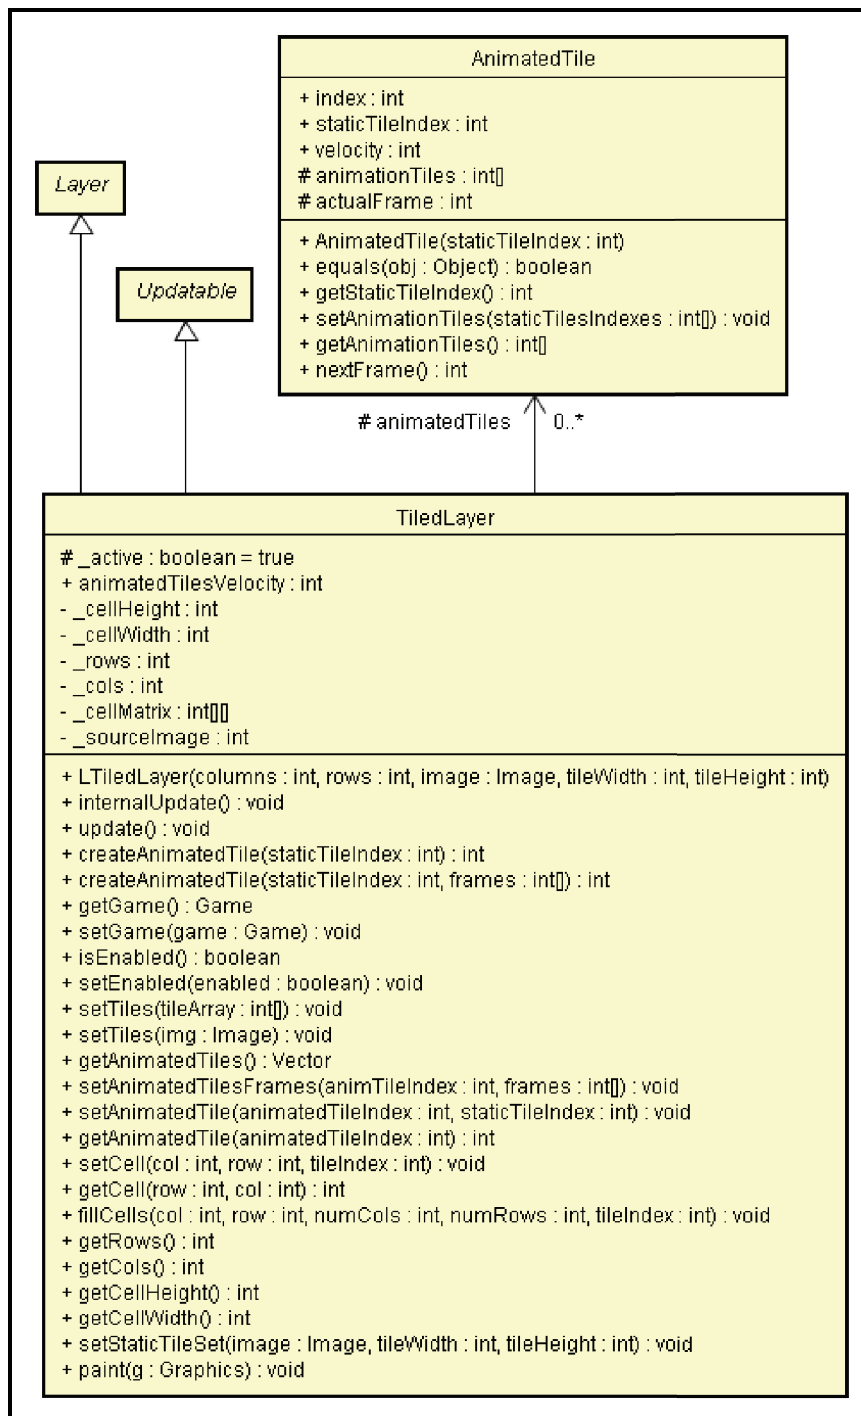 AnimatedTile
+ index : int
+ staticTileIndex : int
+ velocity : int
# animationTiles : int[]
# actualFrame : int
+ AnimatedTile(staticTileIndex : int)
+ equals(obj : Object) : boolean
+ getStaticTileIndex() : int
+ setAnimationTiles(staticTilesIndexes : int[]) : void
+ getAnimationTiles() : int[]
+ nextFrame() : int
Layer
Updatable
# animatedTiles 0..*
TiledLayer
# _active : boolean = true
+ animatedTilesVelocity : int
- _cellHeight : int
- _cellWidth : int
- _rows : int
- _cols : int
- _cellMatrix : int[][]
- _sourceImage : int
+ LTiledLayer(columns : int, rows : int, image : Image, tileWidth : int, tileHeight : int)
+ internalUpdate() : void
+ update() : void
+ createAnimatedTile(staticTileIndex : int) : int
+ createAnimatedTile(staticTileIndex : int, frames : int[]) : int
+ getGame() : Game
+ setGame(game : Game) : void
+ isEnabled() : boolean
+ setEnabled(enabled : boolean) : void
+ setTiles(tileArray : int[]) : void
+ setTiles(img : Image) : void
+ getAnimatedTiles() : Vector
+ setAnimatedTilesFrames(animTileIndex : int, frames : int[]) : void
+ setAnimatedTile(animatedTileIndex : int, staticTileIndex : int) : void
+ getAnimatedTile(animatedTileIndex : int) : int
+ setCell(col : int, row : int, tileIndex : int) : void
+ getCell(row : int, col : int) : int
+ fillCells(col : int, row : int, numCols : int, numRows : int, tileIndex : int) : void
+ getRows() : int
+ getCols() : int
+ getCellHeight() : int
+ getCellWidth() : int
+ setStaticTileSet(image : Image, tileWidth : int, tileHeight : int) : void
+ paint(g : Graphics) : void